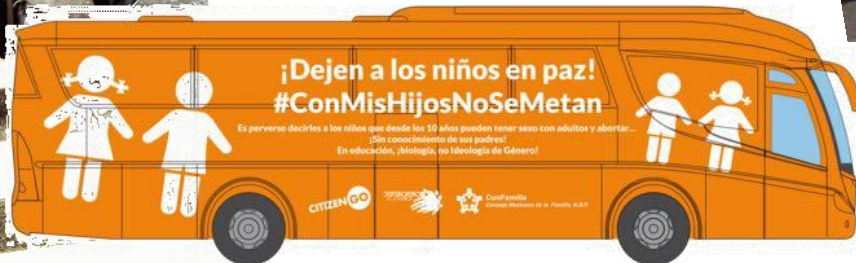 ¡Dejen a los niños en paz!
#ConMisHijosNoSeMetan
Es perverso decirles a los niños que desde los 10 años pueden tener sexo con adultos y abortar...
¡Sin conocimiento de sus padres!
En educación, ¡biología, no Ideología de Género!
CITIZENGO
ConFamilia
Consejo Mexicano de la Familia A.B.P.